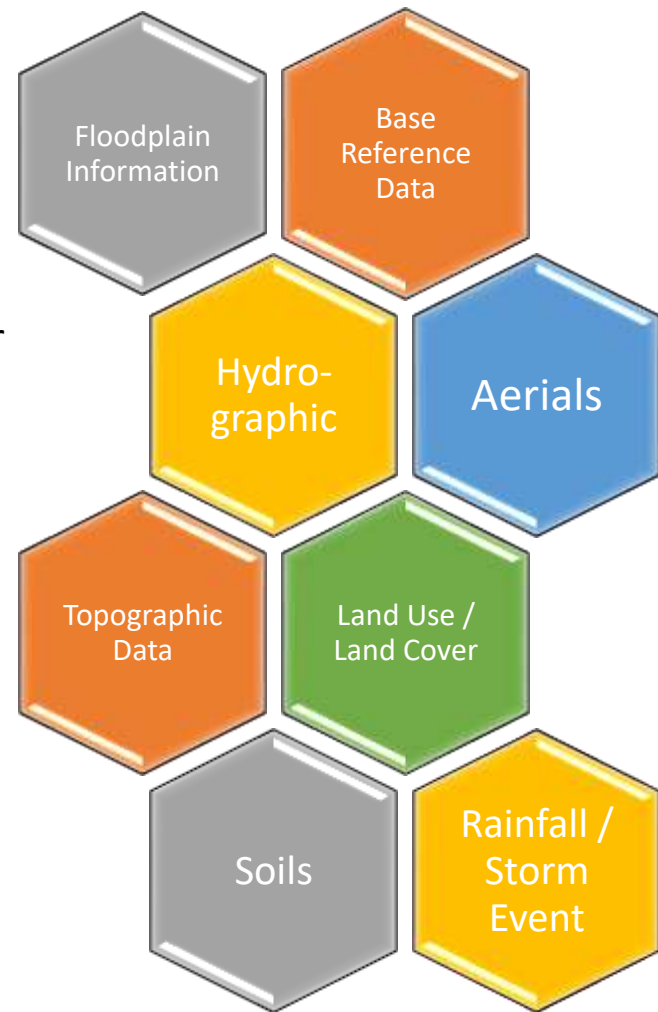 Floodplain
Information
Base
Reference
Data
r
Hydro-
graphic
Aerials
Topographic
Data
Land Use /
Land Cover
Soils
Rainfall /
Storm
Event